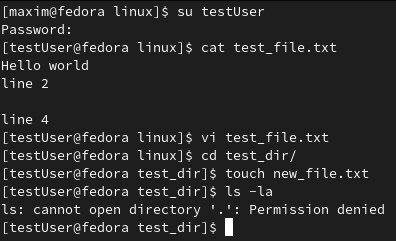 [maxim@fedora linux]$ su testUser
Password:
[testUser@fedora linux]$ cat test_file.txt
Hello world
line 2

line 4
[testUser@fedora linux]$ vi test_file.txt
[testUser@fedora linux]$ cd test_dir/
[testUser@fedora test_dir]$ touch new_file.txt
[testUser@fedora test_dir]$ ls -la
ls: cannot open directory '.': Permission denied
[testUser@fedora test_dir]$